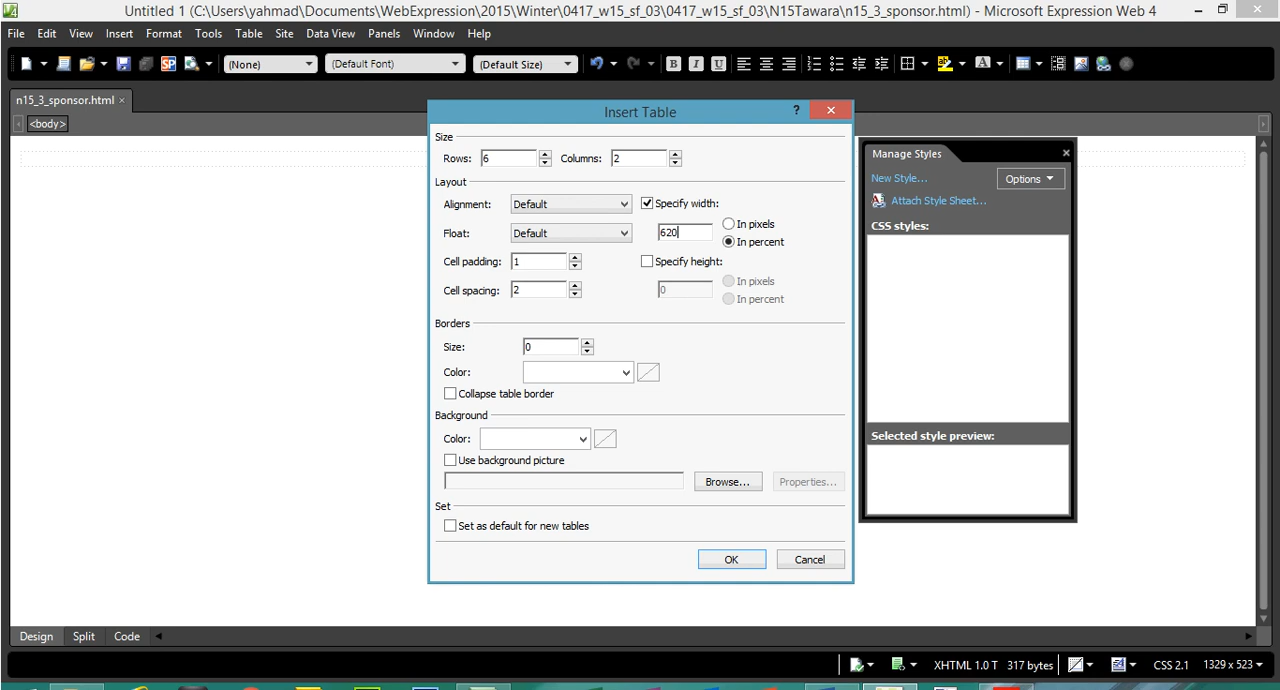 Untitled 1 (C:\Users\yahmad\Documents\WebExpression\2015\Winter\0417_w15_sf_03\0417_w15_sf_03\N15Tawara\n15_3_sponsor.html) - Microsoft Expression Web 4
File Edit View Insert Format Tools Table Site Data View Panels Window Help
SP (None) (Default Font) (Default Size) B I U ab A
n15_3_sponsor.html ×
<body>
Insert Table ? ×
Size
Rows: 6 Columns: 2
Layout
Alignment: Default Specify width:
Float: Default 620 In pixels
In percent
Cell padding: 1 Specify height:
Cell spacing: 2 0 In pixels
In percent
Borders
Size: 0
Color:
Collapse table border
Background
Color:
Use background picture
Browse... Properties...
Set
Set as default for new tables
OK Cancel
Manage Styles ×
New Style... Options
Attach Style Sheet...
CSS styles:
Selected style preview:
Design Split Code
XHTML 1.0 T 317 bytes CSS 2.1 1329 x 523